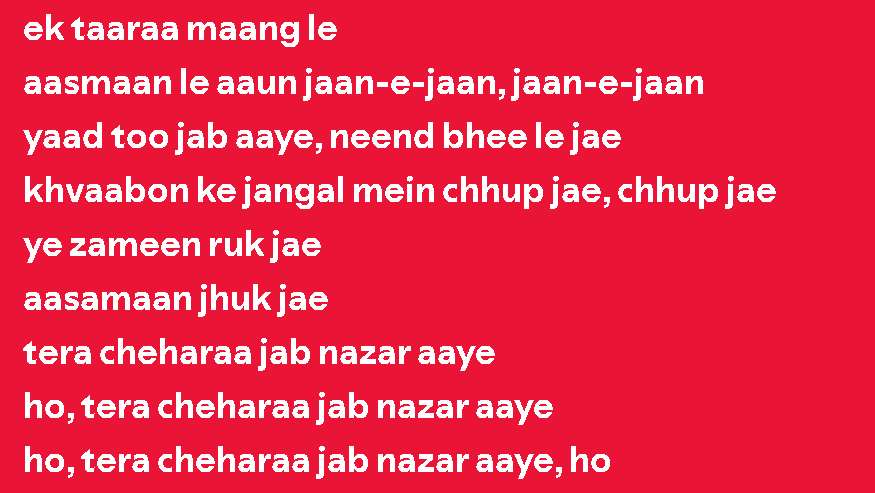 ek taaraa maang le
aasmaan le aaun jaan-e-jaan, jaan-e-jaan
yaad too jab aaye, neend bhee le jae
khvaabon ke jangal mein chhup jae, chhup jae
ye zameen ruk jae
aasamaan jhuk jae
tera cheharaa jab nazar aaye
ho, tera cheharaa jab nazar aaye
ho, tera cheharaa jab nazar aaye, ho